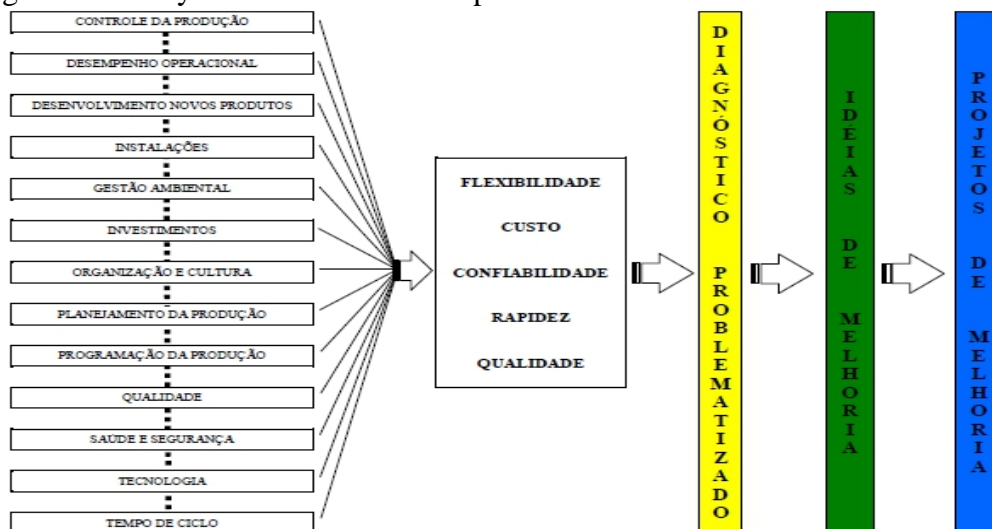 CONTROLE DA PRODUÇÃO
DESEMPENHO OPERACIONAL
DESENVOLVIMENTO NOVOS PRODUTOS
INSTALAÇÕES
GESTÃO AMBIENTAL
INVESTIMENTOS
ORGANIZAÇÃO E CULTURA
PLANEJAMENTO DA PRODUÇÃO
PROGRAMAÇÃO DA PRODUÇÃO
QUALIDADE
SAÚDE E SEGURANÇA
TECNOLOGIA
TEMPO DE CICLO
FLEXIBILIDADE
CUSTO
CONFIABILIDADE
RAPIDEZ
QUALIDADE
DIAGNÓSTICO PROBLEMATIZADO
IDÉIAS DE MELHORIA
PROJETOS DE MELHORIA